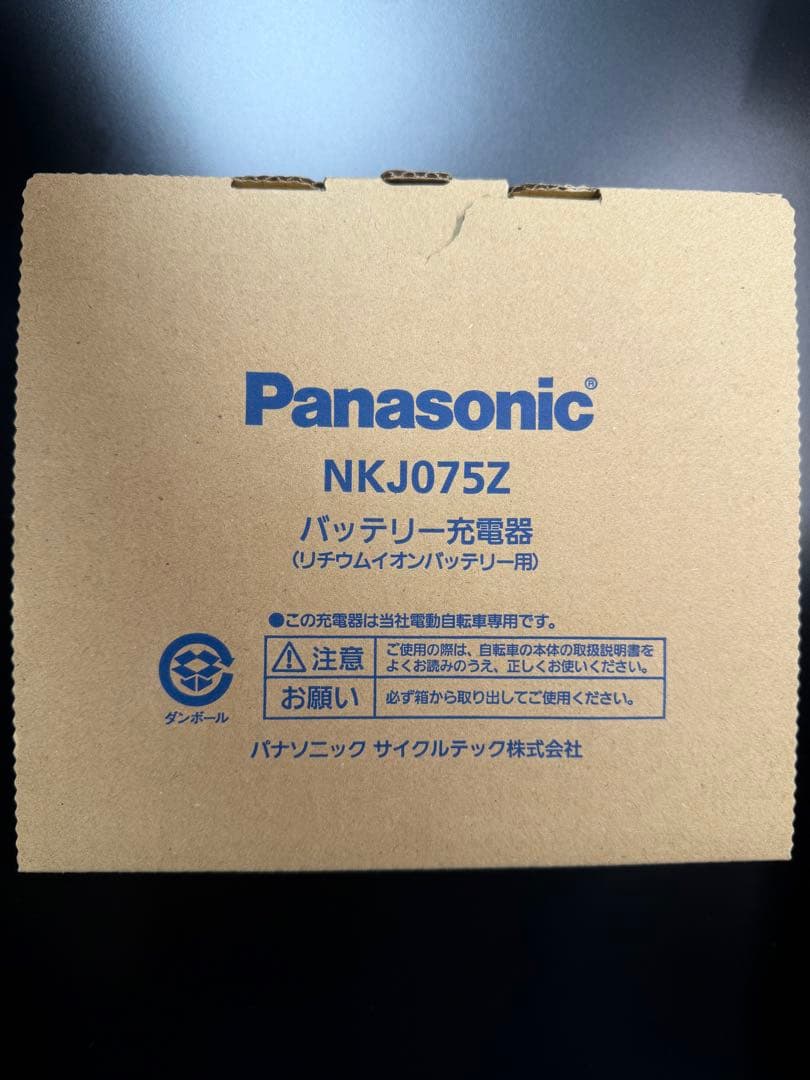 Panasonic®
NKJ075Z
バッテリー充電器
(リチウムイオンバッテリー用)
●この充電器は当社電動自転車専用です。
注意
ご使用の際は、自転車の本体の取扱説明書を
よくお読みのうえ、正しくお使いください。
お願い
必ず箱から取り出してご使用ください。
ダンボール
パナソニック サイクルテック株式会社